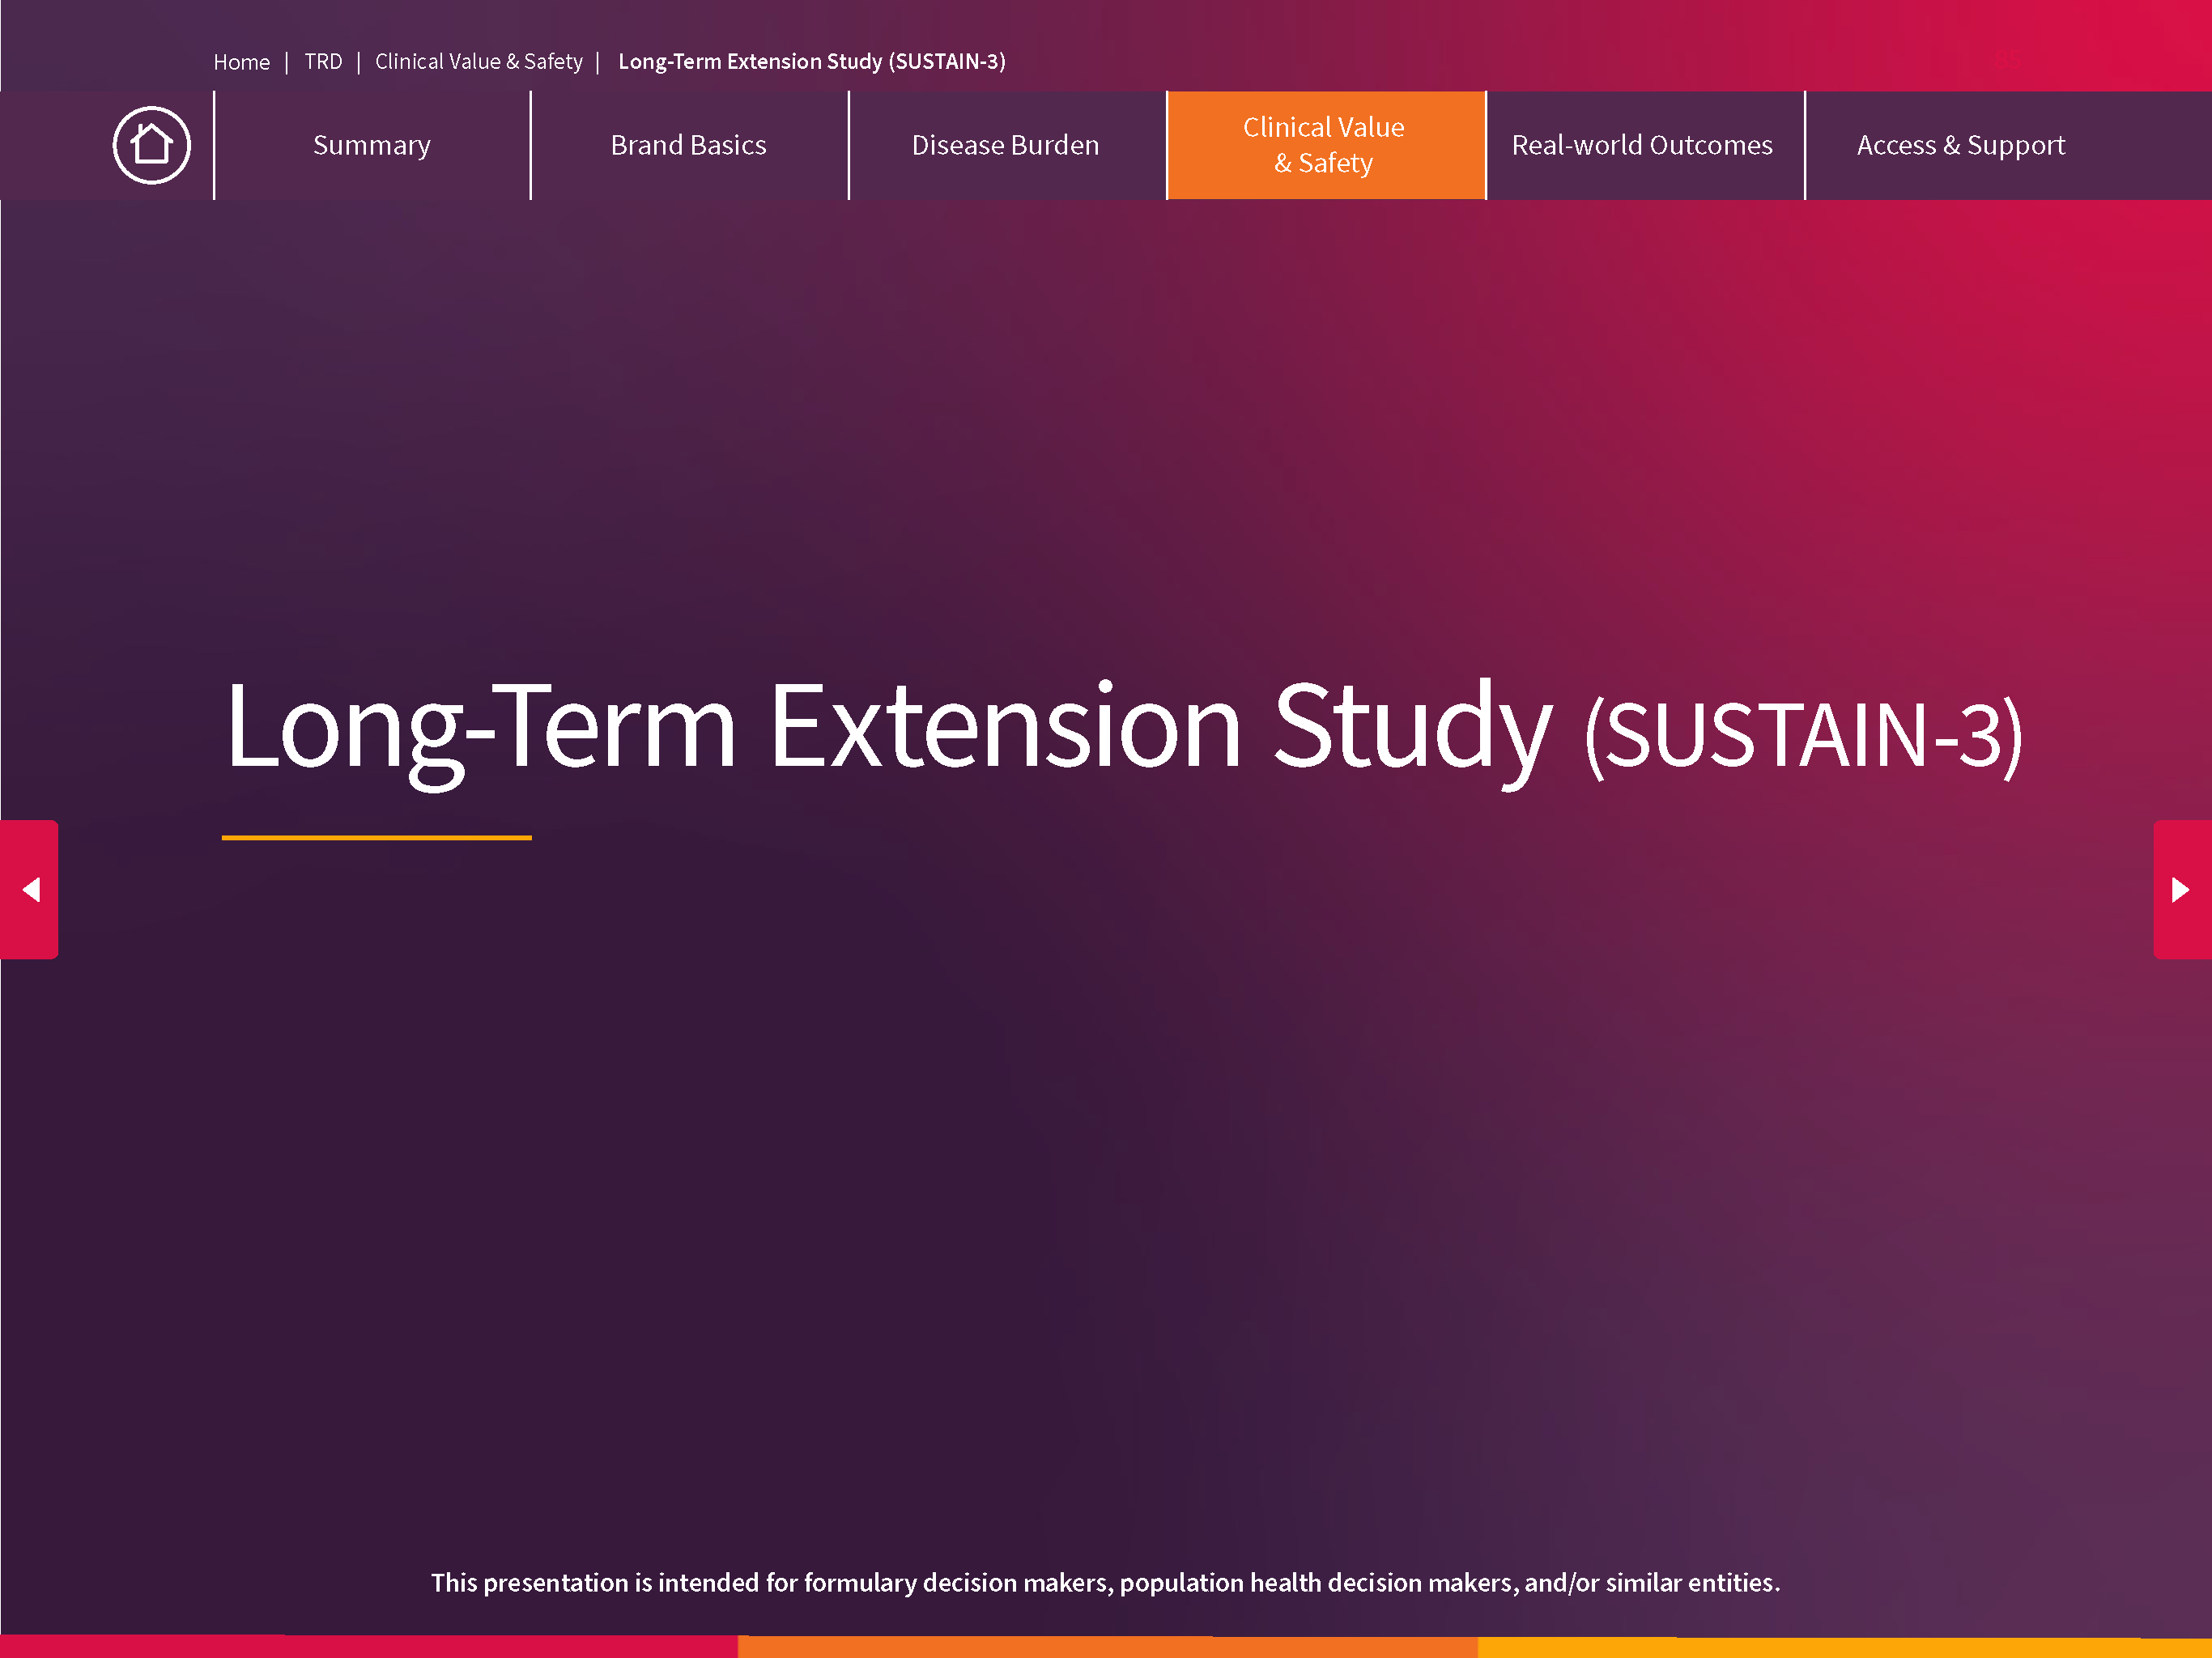 Home | TRD | Clinical Value & Safety | Long-Term Extension Study (SUSTAIN-3)
Summary
Brand Basics
Disease Burden
Clinical Value
& Safety
Real-world Outcomes
Access & Support
Long-Term Extension Study (SUSTAIN-3)
This presentation is intended for formulary decision makers, population health decision makers, and/or similar entities.